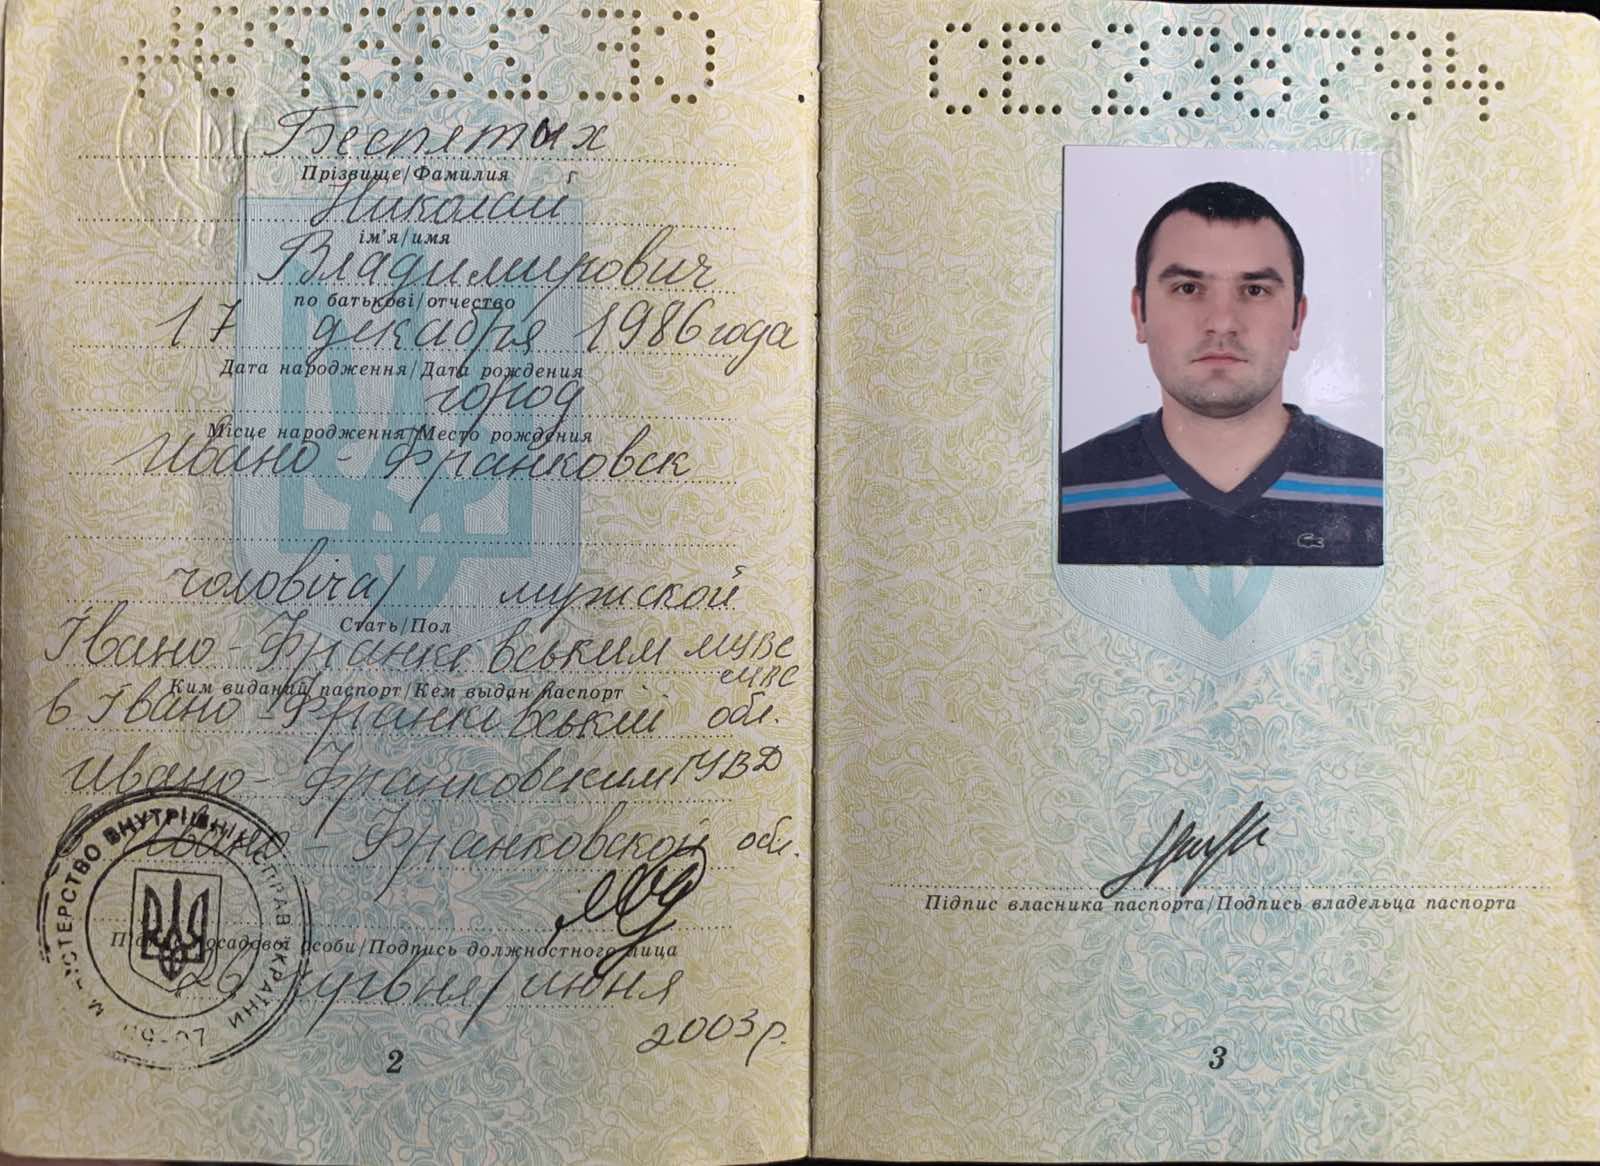 Беспятых
Прізвище/Фамилия
Николай
ім'я/имя
Владимирович
по батькові/отчество
17 декабря 1986 года
Дата народження/Дата рождения
город
Місце народження/Место рождения
Ивано-Франковск
чоловіча/ мужской
Стать/Пол
Івано-Франківським МУВС
УМВС
Ким виданий паспорт/Кем выдан паспорт
в Івано-Франківській обл.
Ивано-Франковским ГУВД
Ивано-Франковской обл.
Підпис посадової особи/Подпись должностного лица
26 червня/июня
2003 р.
МІНІСТЕРСТВО ВНУТРІШНІХ СПРАВ УКРАЇНИ
2
СЕ 236794
Підпис власника паспорта/Подпись владельца паспорта
3